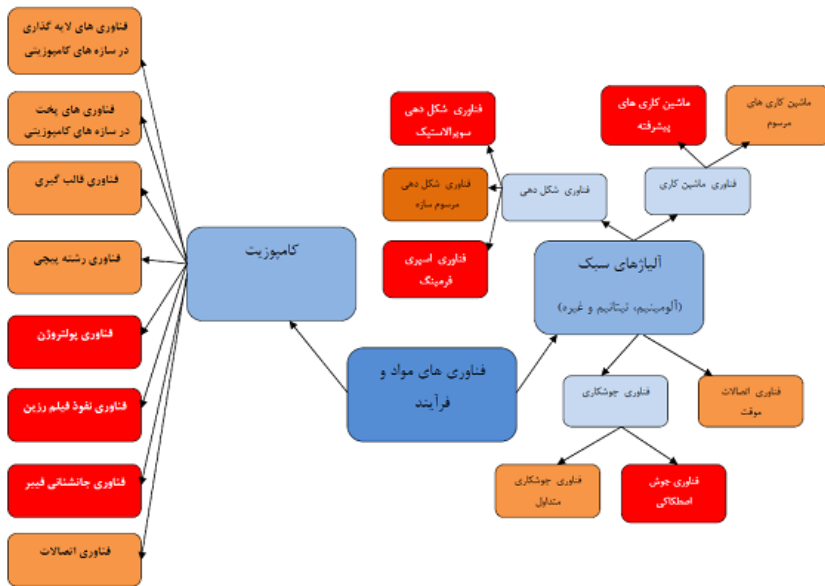 فناوری های لایه گذاری
در سازه های کامپوزیتی
فناوری های پخت
در سازه های کامپوزیتی
فناوری قالب گیری
فناوری رشته پیچی
فناوری پولتروژن
فناوری نفوذ فیلم رزین
فناوری جانشانی فیبر
فناوری اتصالات
کامپوزیت
فناوری های مواد و
فرآیند
آلیاژهای سبک
(آلومینیم، تیتانیم و غیره)
فناوری شکل دهی
فناوری شکل دهی
سوپرالاستیک
فناوری شکل دهی
مرسوم سازه
فناوری اسپری
فرمینگ
فناوری ماشین کاری
ماشین کاری های
پیشرفته
ماشین کاری های
مرسوم
فناوری جوشکاری
فناوری اتصالات
موقت
فناوری جوشکاری
متداول
فناوری جوش
اصطکاکی